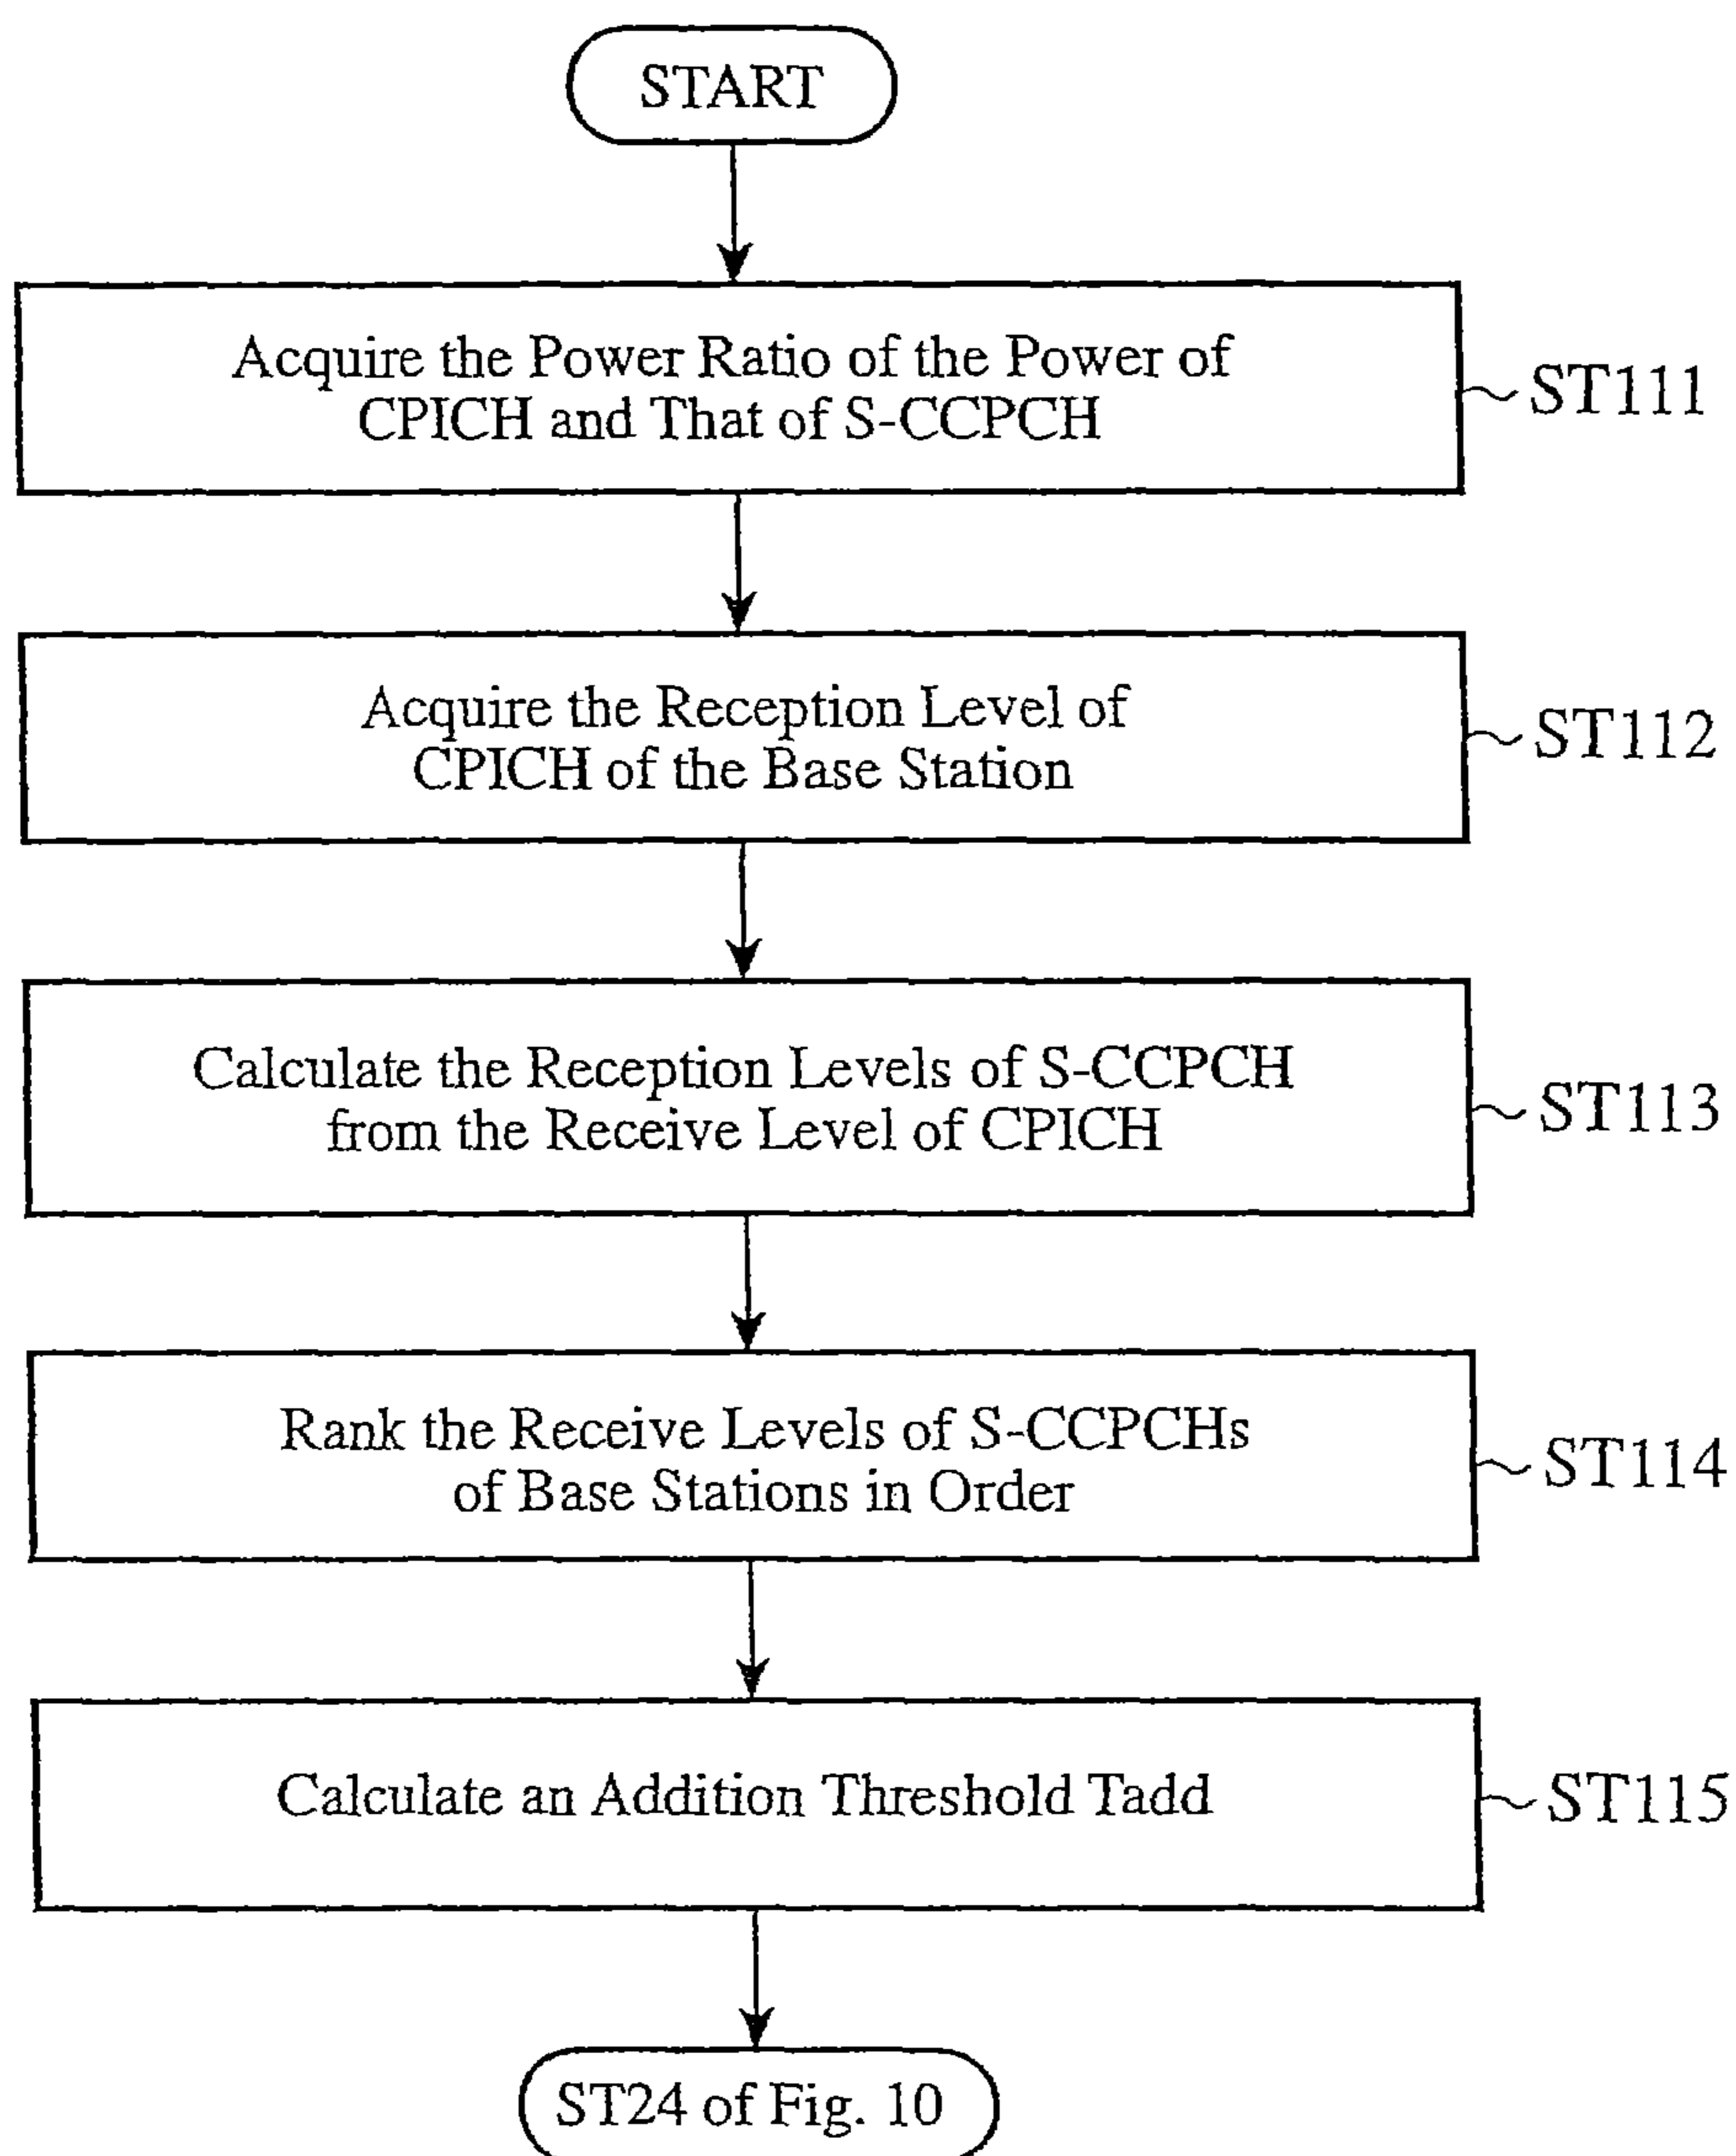 START
Acquire the Power Ratio of the Power of
CPICH and That of S-CCPCH
ST111
Acquire the Reception Level of
CPICH of the Base Station
ST112
Calculate the Reception Levels of S-CCPCH
from the Receive Level of CPICH
ST113
Rank the Receive Levels of S-CCPCHs
of Base Stations in Order
ST114
Calculate an Addition Threshold Tadd
ST115
ST24 of Fig. 10